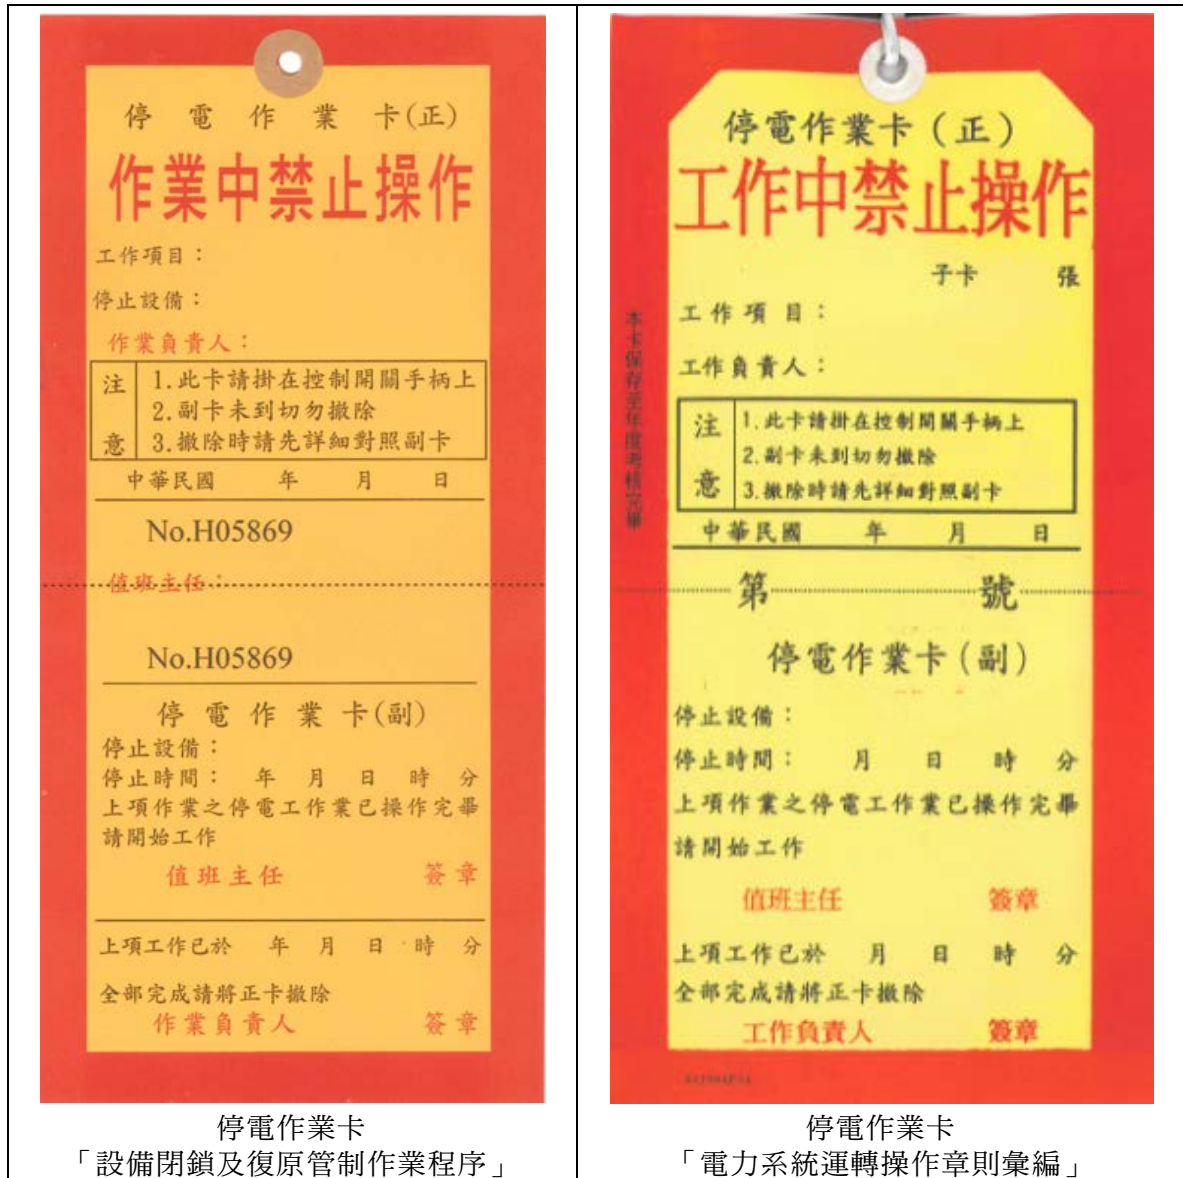 停電作業卡(正)
作業中禁止操作
工作項目：
停止設備：
作業負責人：
注意
1.此卡請掛在控制開關手柄上
2.副卡未到切勿撤除
3.撤除時請先詳細對照副卡
中華民國 年 月 日
No.H05869
值班主任：
No.H05869
停電作業卡(副)
停止設備：
停止時間： 年 月 日 時 分
上項作業之停電工作業已操作完畢
請開始工作
值班主任 簽章
上項工作已於 年 月 日 時 分
全部完成請將正卡撤除
作業負責人 簽章
停電作業卡
「設備閉鎖及復原管制作業程序」
停電作業卡（正）
工作中禁止操作
子卡 張
工作項目：
工作負責人：
注意
1.此卡請掛在控制開關手柄上
2.副卡未到切勿撤除
3.撤除時請先詳細對照副卡
中華民國 年 月 日
本卡保存至年度考核完畢
第 號
停電作業卡(副)
停止設備：
停止時間： 月 日 時 分
上項作業之停電工作業已操作完畢
請開始工作
值班主任 簽章
上項工作已於 月 日 時 分
全部完成請將正卡撤除
工作負責人 簽章
停電作業卡
「電力系統運轉操作章則彙編」